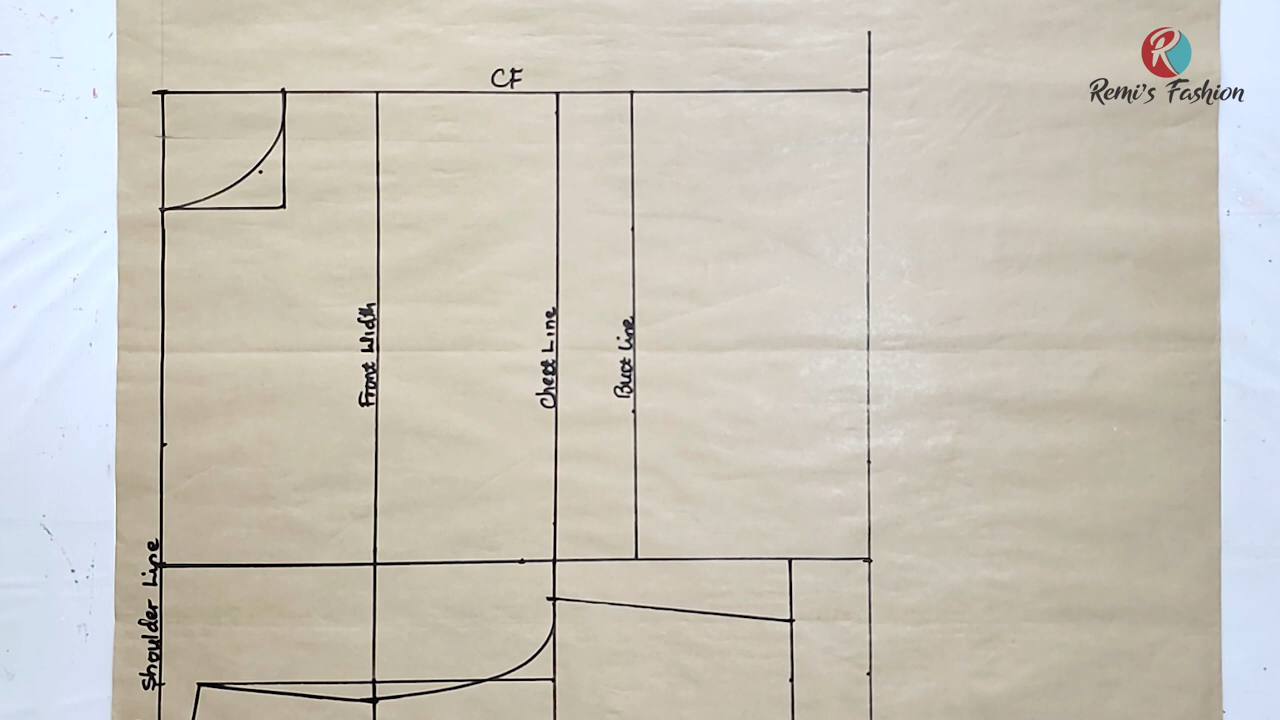 CF
R
Remi's Fashion
Front Width
Chest Line
Bust Line
Shoulder Line